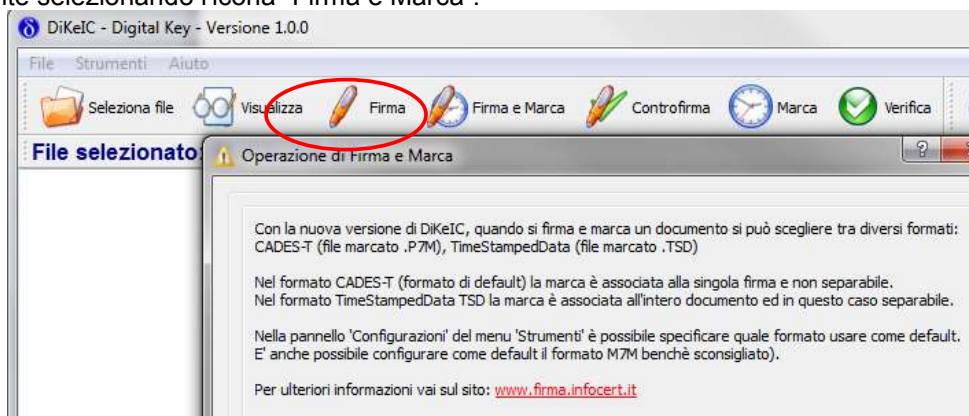 selezionando l'icona "Firma e Marca".
DiKeIC - Digital Key - Versione 1.0.0
File Strumenti Aiuto
Seleziona file Visualizza Firma Firma e Marca Controfirma Marca Verifica
File selezionato:
Operazione di Firma e Marca
Con la nuova versione di DiKeIC, quando si firma e marca un documento si può scegliere tra diversi formati:
CADES-T (file marcato .P7M), TimeStampedData (file marcato .TSD)
Nel formato CADES-T (formato di default) la marca è associata alla singola firma e non separabile.
Nel formato TimeStampedData TSD la marca è associata all'intero documento ed in questo caso separabile.
Nella pannello 'Configurazioni' del menu 'Strumenti' è possibile specificare quale formato usare come default.
E' anche possibile configurare come default il formato M7M benchè sconsigliato).
Per ulteriori informazioni vai sul sito: www.firma.infocert.it